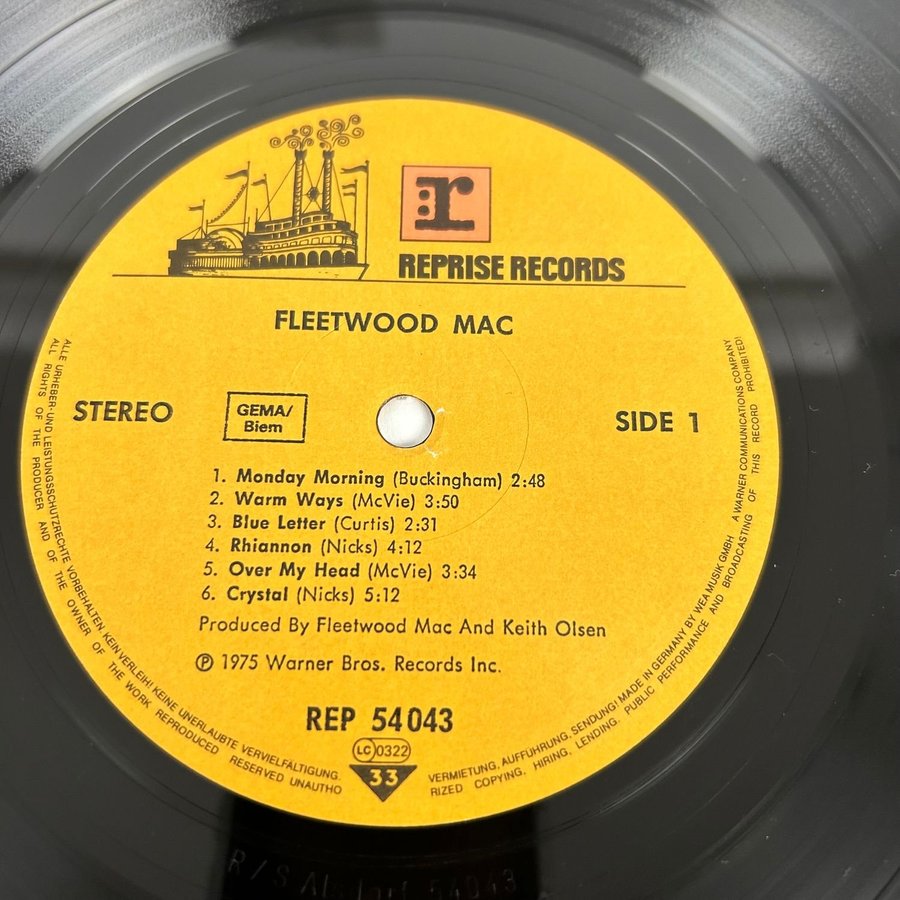 r
REPRISE RECORDS
FLEETWOOD MAC
STEREO
GEMA/
Biem
SIDE 1
1. Monday Morning (Buckingham) 2:48
2. Warm Ways (McVie) 3:50
3. Blue Letter (Curtis) 2:31
4. Rhiannon (Nicks) 4:12
5. Over My Head (McVie) 3:34
6. Crystal (Nicks) 5:12
Produced By Fleetwood Mac And Keith Olsen
Ⓟ 1975 Warner Bros. Records Inc.
REP 54 043
LC 0322
33
ALLE URHEBER- UND LEISTUNGSSCHUTZRECHTE VORBEHALTEN. KEIN VERLEIH! KEINE UNERLAUBTE VERVIELFÄLTIGUNG,
VERMIETUNG, AUFFÜHRUNG, SENDUNG! MADE IN GERMANY BY WEA MUSIK GMBH A WARNER COMMUNICATIONS COMPANY
ALL RIGHTS OF THE PRODUCER AND OF THE OWNER OF THE WORK REPRODUCED RESERVED UNAUTHO
RIZED COPYING, HIRING, LENDING, PUBLIC PERFORMANCE AND BROADCASTING OF THIS RECORD PROHIBITED!
R/S Alsdorf 54043